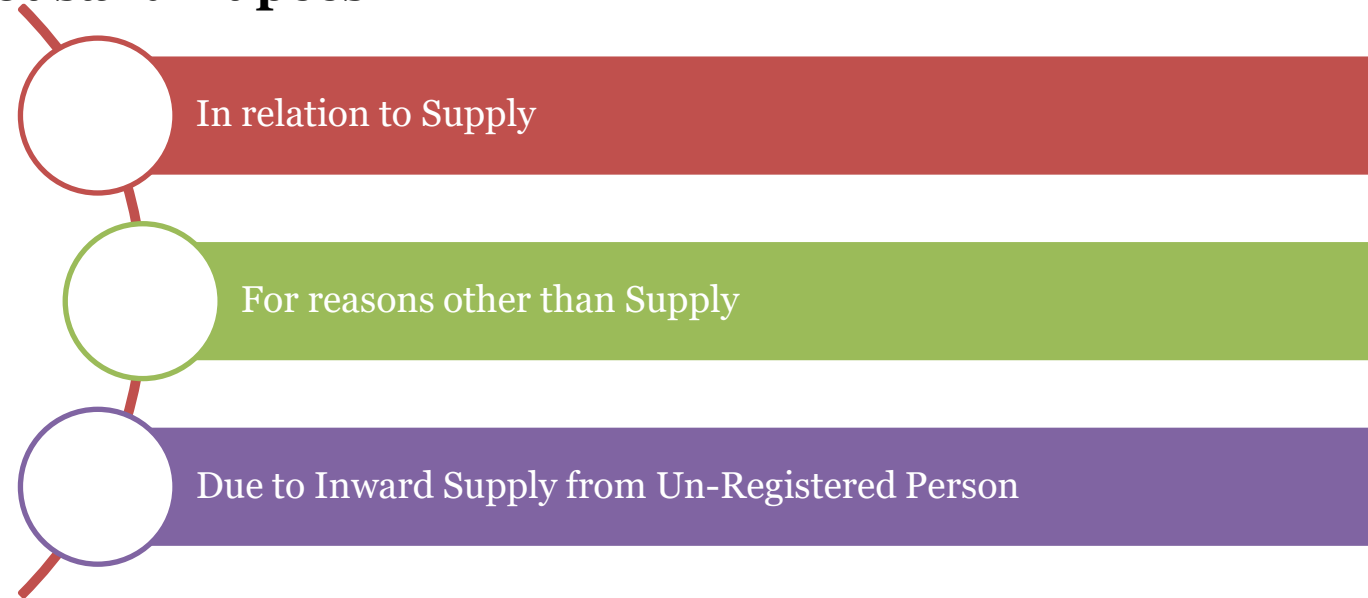 In relation to Supply
For reasons other than Supply
Due to Inward Supply from Un-Registered Person